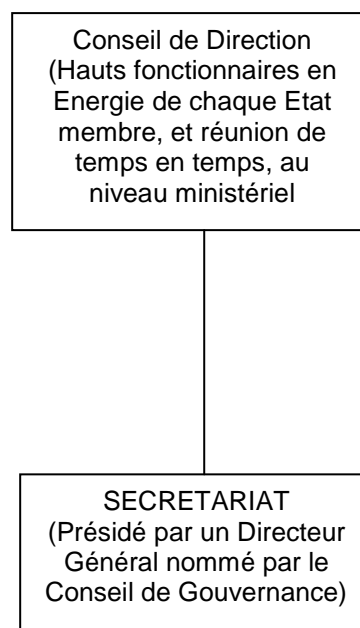 Conseil de Direction
(Hauts fonctionnaires en
Energie de chaque Etat
membre, et réunion de
temps en temps, au
niveau ministériel
SECRETARIAT
(Présidé par un Directeur
Général nommé par le
Conseil de Gouvernance)